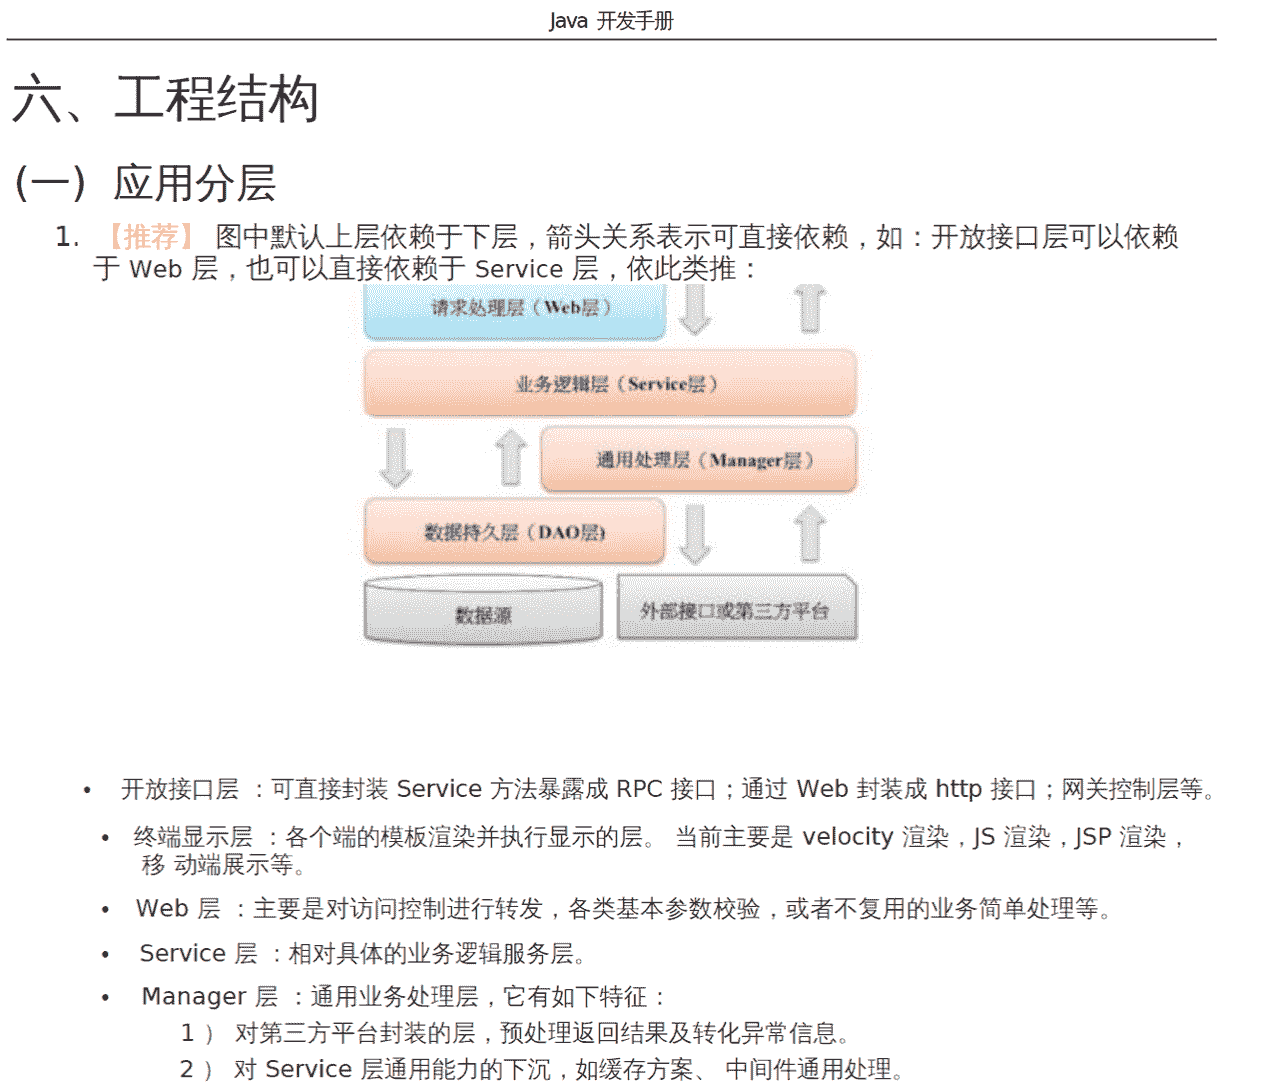 Java 开发手册
六、工程结构
(一) 应用分层
1. 【推荐】 图中默认上层依赖于下层，箭头关系表示可直接依赖，如：开放接口层可以依赖
于 Web 层，也可以直接依赖于 Service 层，依此类推：
请求处理层（Web层）
业务逻辑层（Service层）
通用处理层（Manager层）
数据持久层（DAO层)
数据源
外部接口或第三方平台
• 开放接口层 ：可直接封装 Service 方法暴露成 RPC 接口；通过 Web 封装成 http 接口；网关控制层等。
• 终端显示层 ：各个端的模板渲染并执行显示的层。 当前主要是 velocity 渲染，JS 渲染，JSP 渲染，
移 动端展示等。
• Web 层 ：主要是对访问控制进行转发，各类基本参数校验，或者不复用的业务简单处理等。
• Service 层 ：相对具体的业务逻辑服务层。
• Manager 层 ：通用业务处理层，它有如下特征：
1 ） 对第三方平台封装的层，预处理返回结果及转化异常信息。
2 ） 对 Service 层通用能力的下沉，如缓存方案、 中间件通用处理。